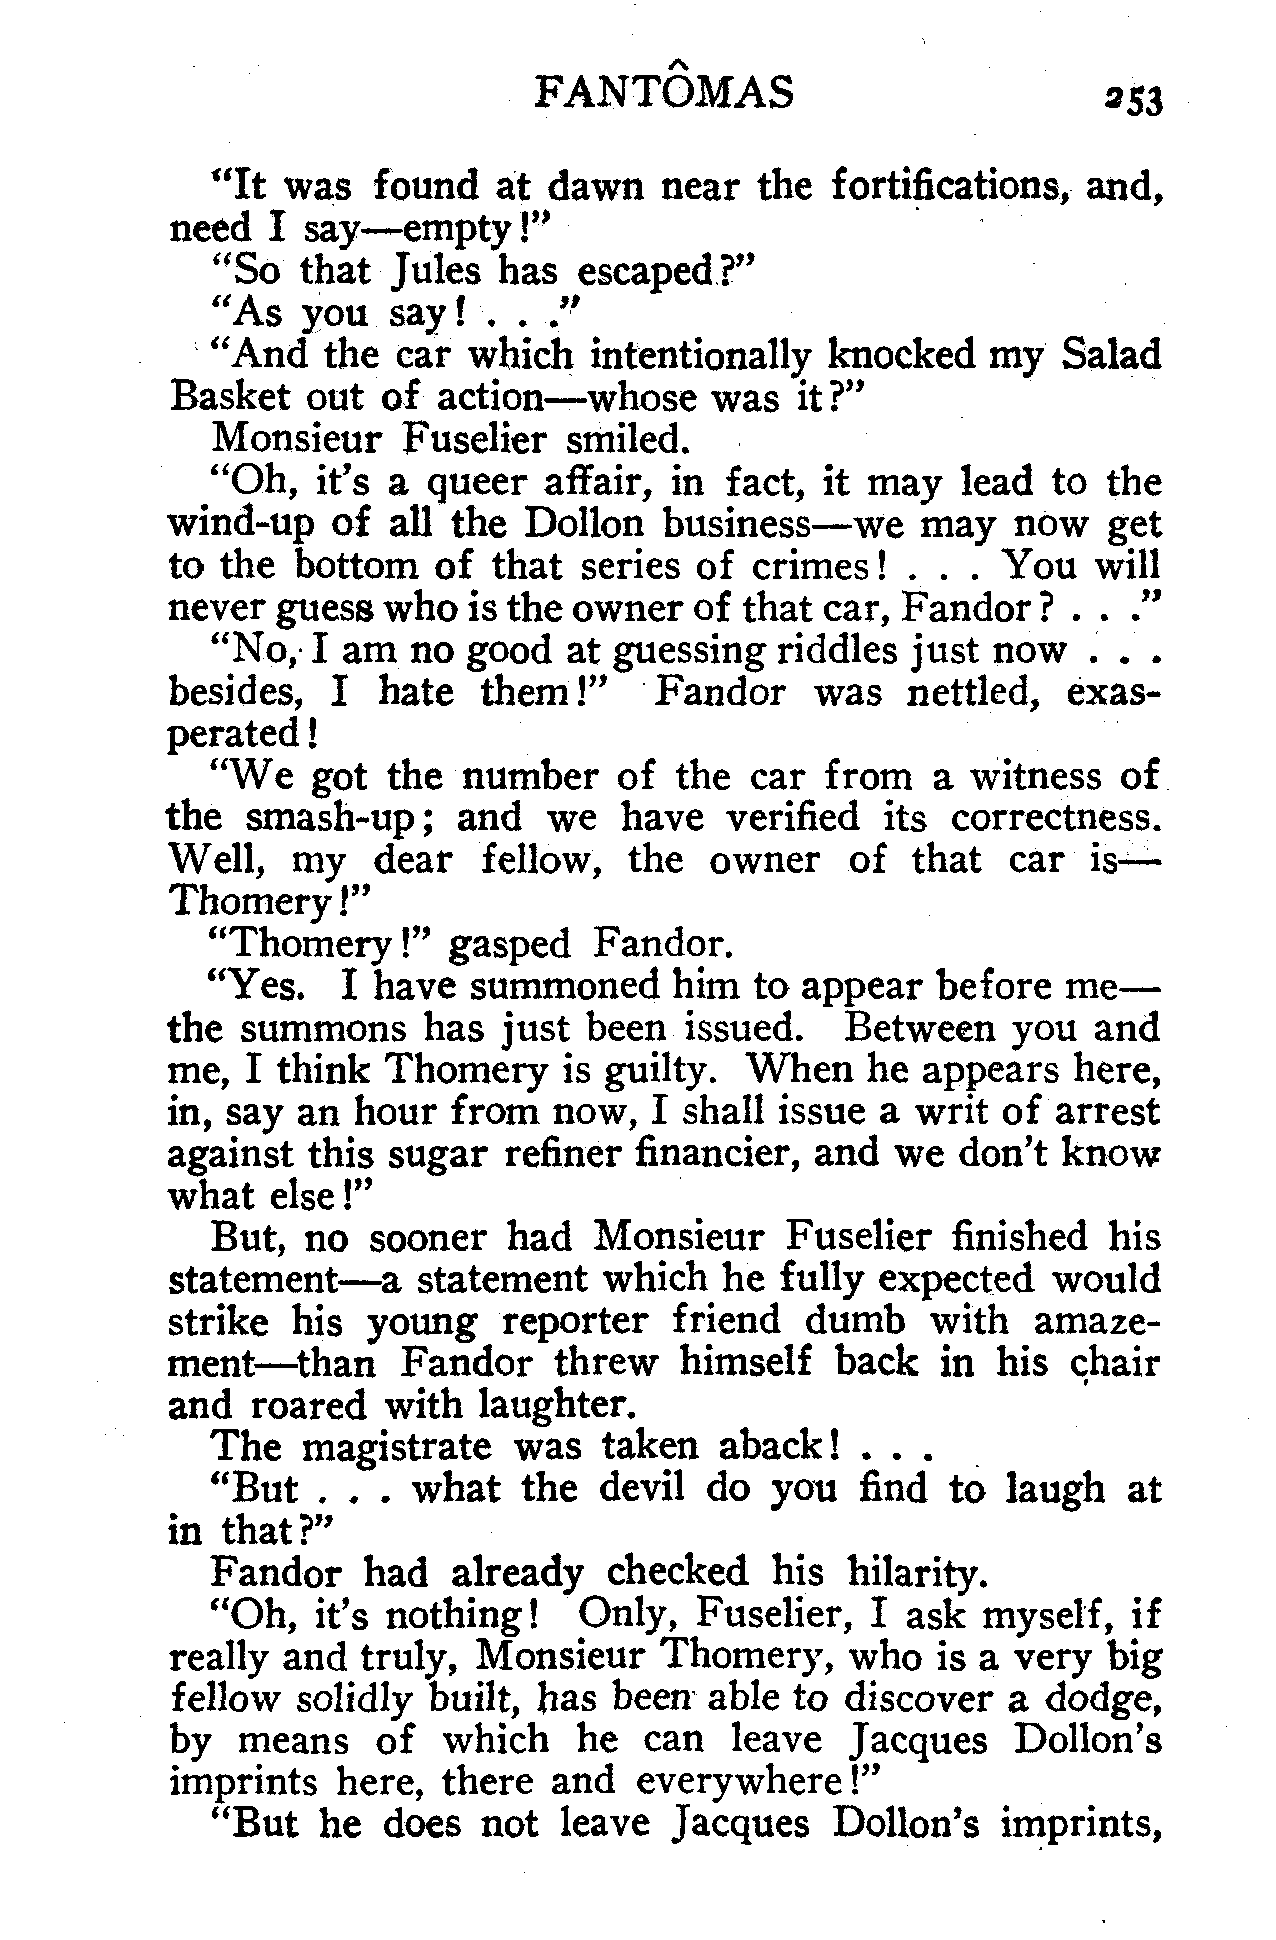 FANTÔMAS 253
"It was found at dawn near the fortifications, and,
need I say—empty!"
"So that Jules has escaped?"
"As you say! . . ."
"And the car which intentionally knocked my Salad
Basket out of action—whose was it?"
Monsieur Fuselier smiled.
"Oh, it's a queer affair, in fact, it may lead to the
wind-up of all the Dollon business—we may now get
to the bottom of that series of crimes! . . . You will
never guess who is the owner of that car, Fandor? . . ."
"No, I am no good at guessing riddles just now . . .
besides, I hate them!" Fandor was nettled, exas-
perated!
"We got the number of the car from a witness of
the smash-up; and we have verified its correctness.
Well, my dear fellow, the owner of that car is—
Thomery!"
"Thomery!" gasped Fandor.
"Yes. I have summoned him to appear before me—
the summons has just been issued. Between you and
me, I think Thomery is guilty. When he appears here,
in, say an hour from now, I shall issue a writ of arrest
against this sugar refiner financier, and we don't know
what else!"
But, no sooner had Monsieur Fuselier finished his
statement—a statement which he fully expected would
strike his young reporter friend dumb with amaze-
ment—than Fandor threw himself back in his chair
and roared with laughter.
The magistrate was taken aback! . . .
"But . . . what the devil do you find to laugh at
in that?"
Fandor had already checked his hilarity.
"Oh, it's nothing! Only, Fuselier, I ask myself, if
really and truly, Monsieur Thomery, who is a very big
fellow solidly built, has been able to discover a dodge,
by means of which he can leave Jacques Dollon's
imprints here, there and everywhere!"
"But he does not leave Jacques Dollon's imprints,